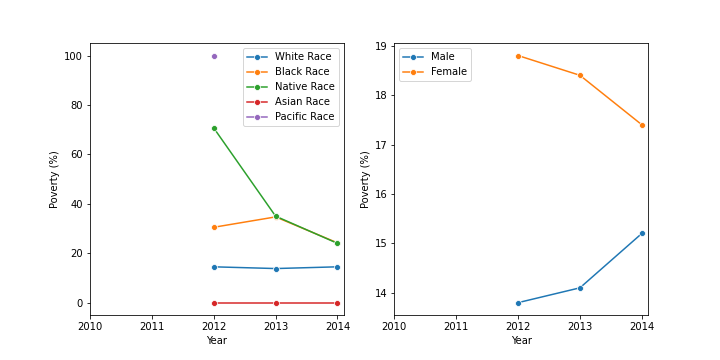 Poverty (%)
100
80
60
40
20
0
2010 2011 2012 2013 2014
Year
White Race
Black Race
Native Race
Asian Race
Pacific Race
Poverty (%)
19
18
17
16
15
14
2010 2011 2012 2013 2014
Year
Male
Female